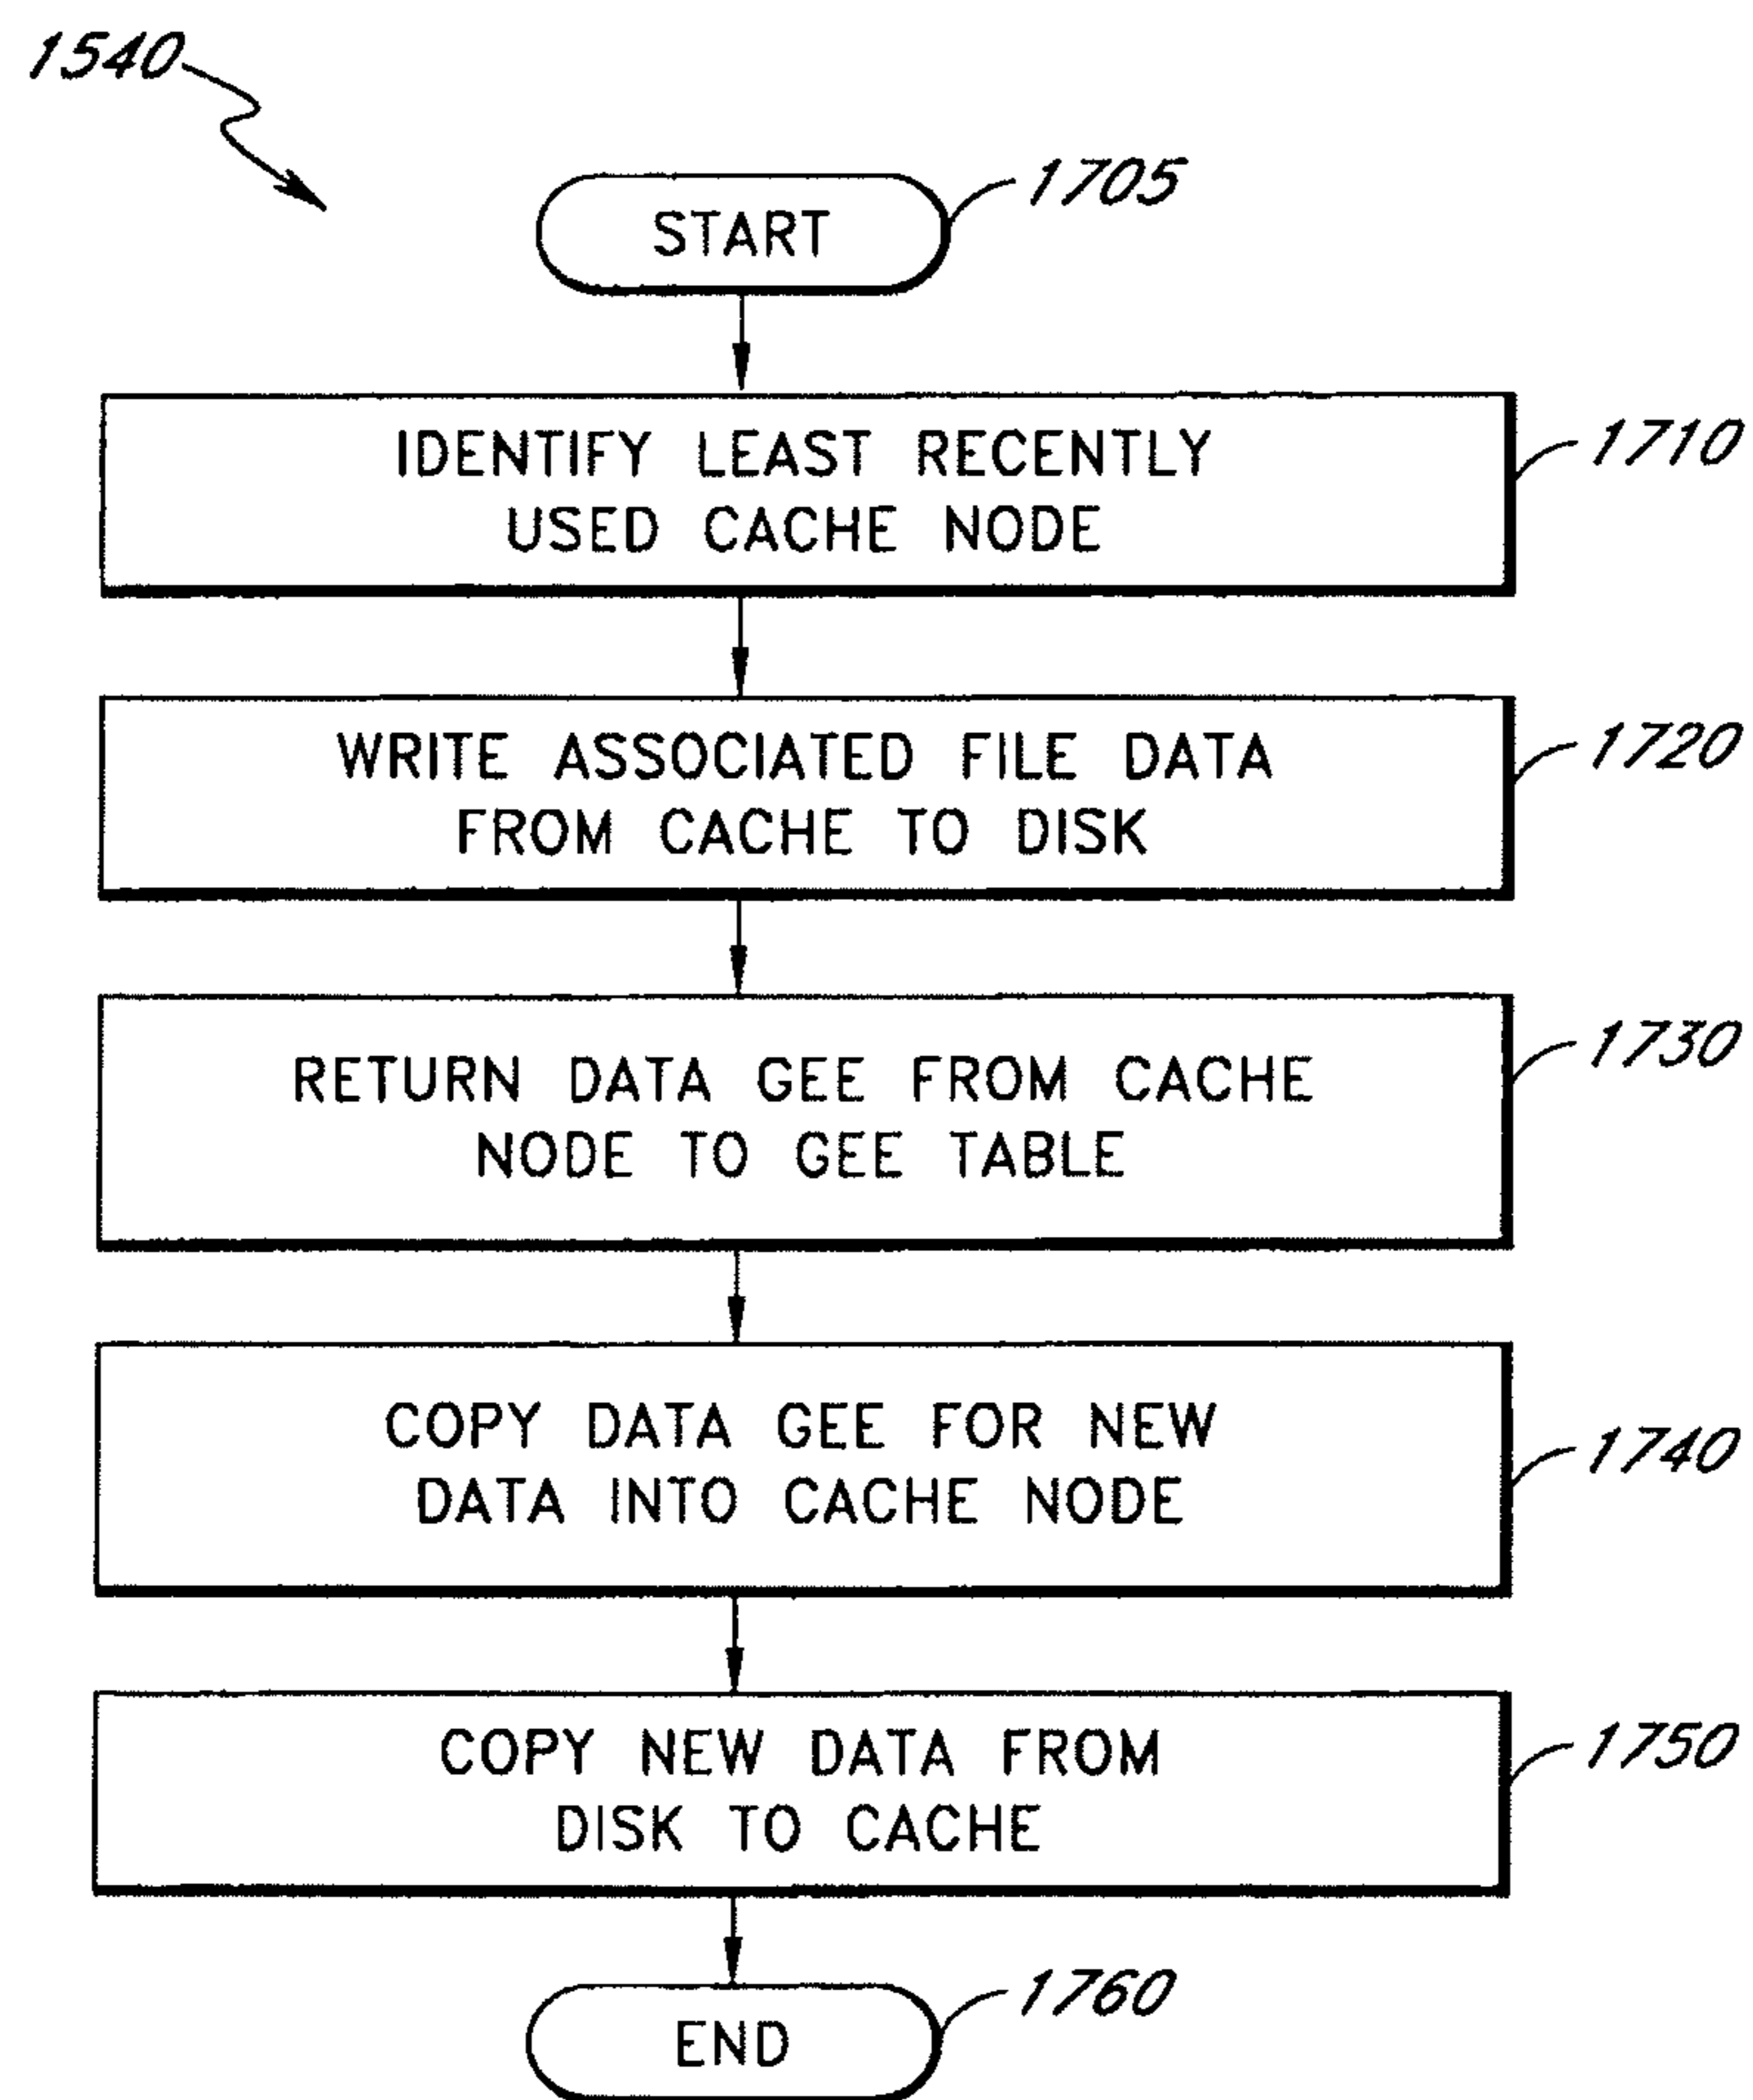 1540
START
1705
IDENTIFY LEAST RECENTLY
USED CACHE NODE
1710
WRITE ASSOCIATED FILE DATA
FROM CACHE TO DISK
1720
RETURN DATA GEE FROM CACHE
NODE TO GEE TABLE
1730
COPY DATA GEE FOR NEW
DATA INTO CACHE NODE
1740
COPY NEW DATA FROM
DISK TO CACHE
1750
END
1760